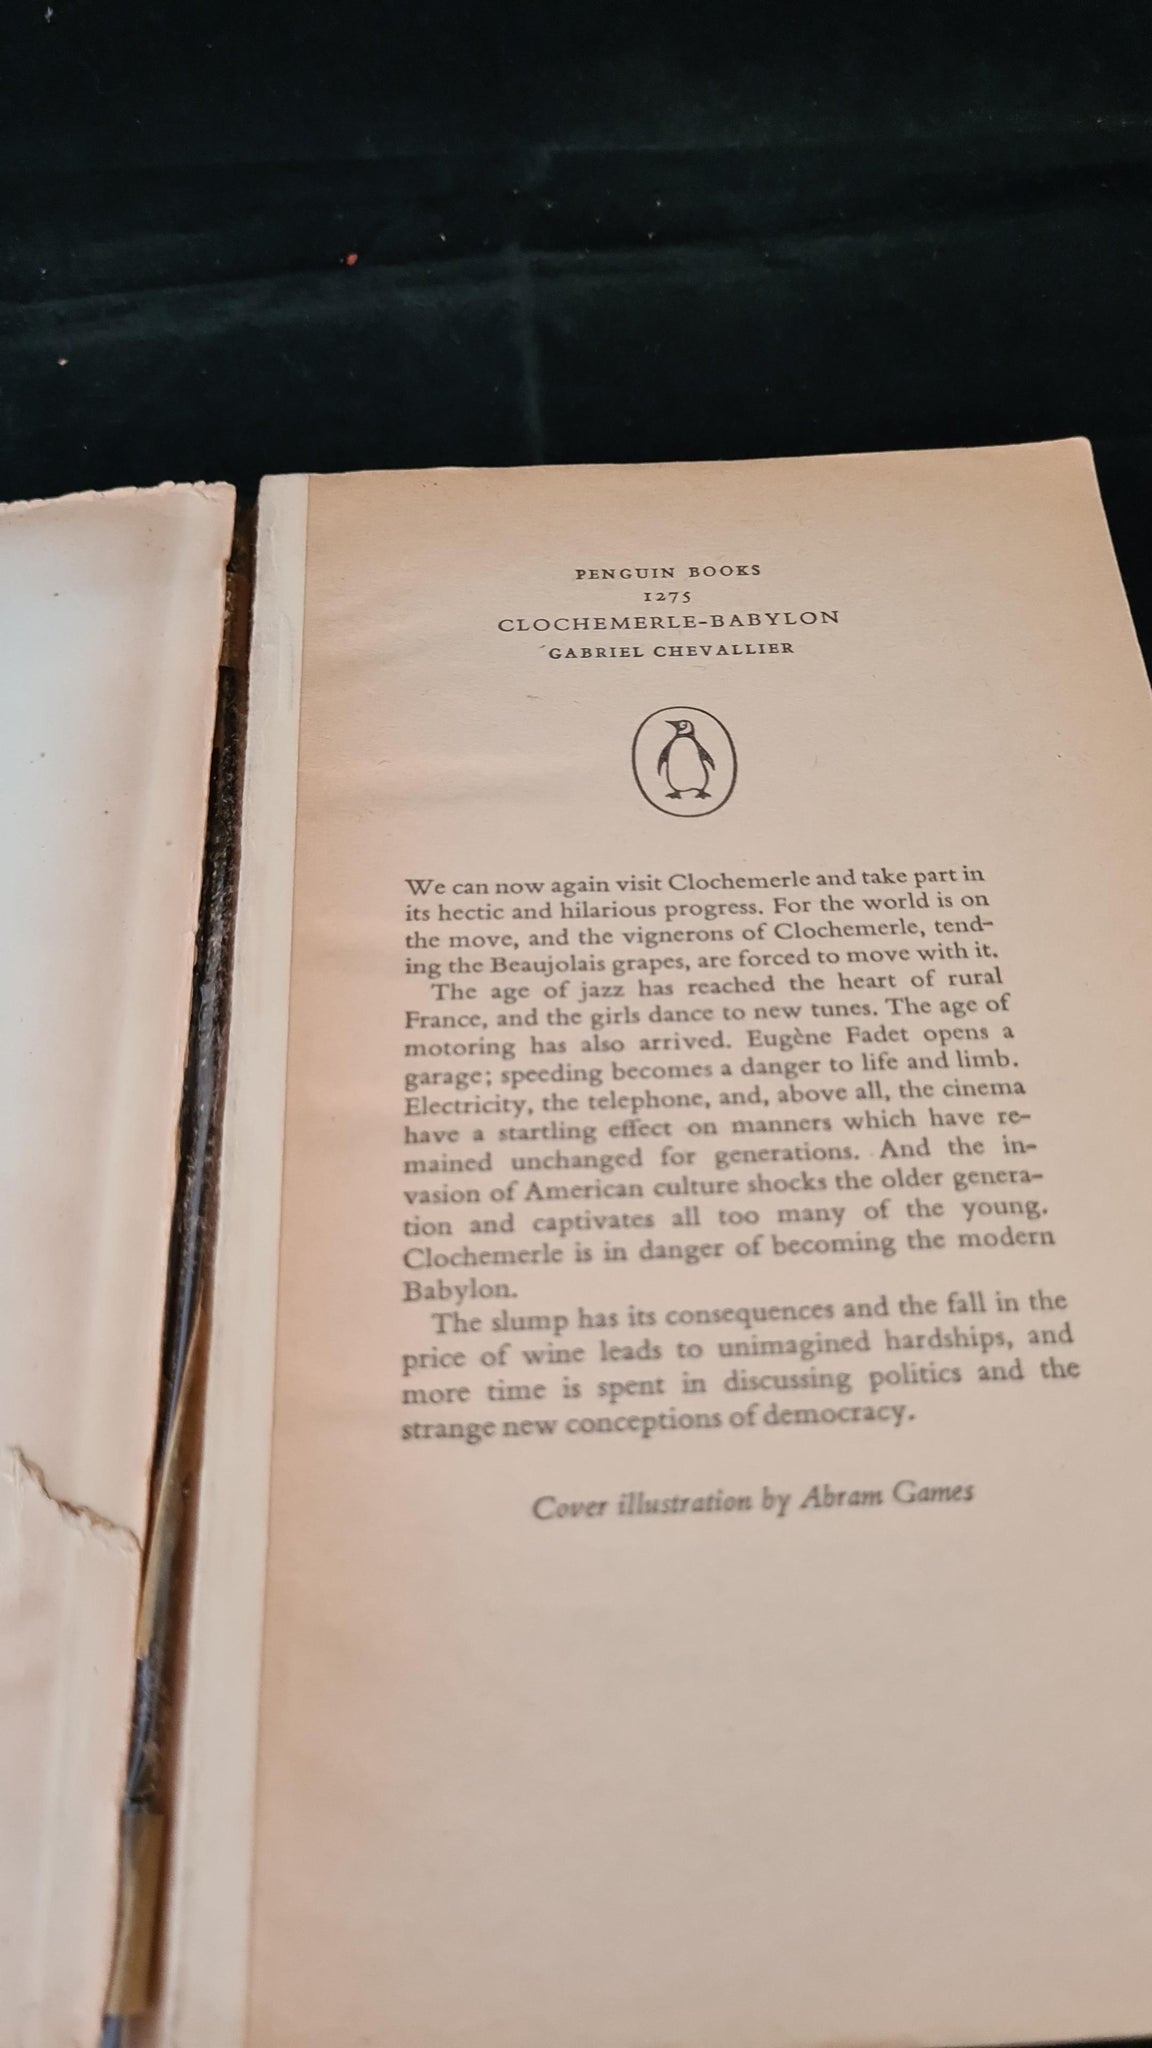 PENGUIN BOOKS
1275
CLOCHEMERLE-BABYLON
GABRIEL CHEVALLIER
We can now again visit Clochemerle and take part in
its hectic and hilarious progress. For the world is on
the move, and the vignerons of Clochemerle, tend-
ing the Beaujolais grapes, are forced to move with it.
The age of jazz has reached the heart of rural
France, and the girls dance to new tunes. The age of
motoring has also arrived. Eugène Fadet opens a
garage; speeding becomes a danger to life and limb.
Electricity, the telephone, and, above all, the cinema
have a startling effect on manners which have re-
mained unchanged for generations. And the in-
vasion of American culture shocks the older genera-
tion and captivates all too many of the young.
Clochemerle is in danger of becoming the modern
Babylon.
The slump has its consequences and the fall in the
price of wine leads to unimagined hardships, and
more time is spent in discussing politics and the
strange new conceptions of democracy.
Cover illustration by Abram Games